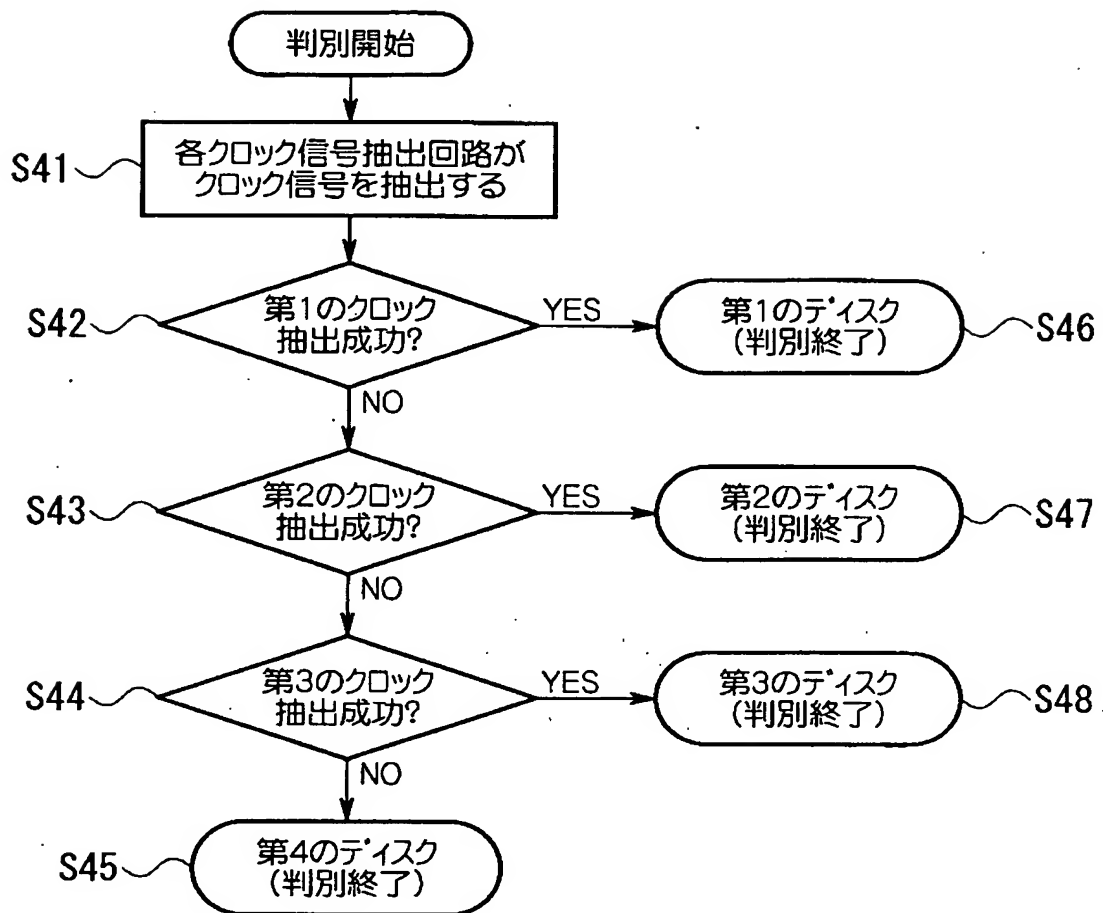 判別開始
S41
各クロック信号抽出回路が
クロック信号を抽出する
S42
第1のクロック
抽出成功?
YES
第1のディスク
(判別終了)
S46
NO
S43
第2のクロック
抽出成功?
YES
第2のディスク
(判別終了)
S47
NO
S44
第3のクロック
抽出成功?
YES
第3のディスク
(判別終了)
S48
NO
S45
第4のディスク
(判別終了)